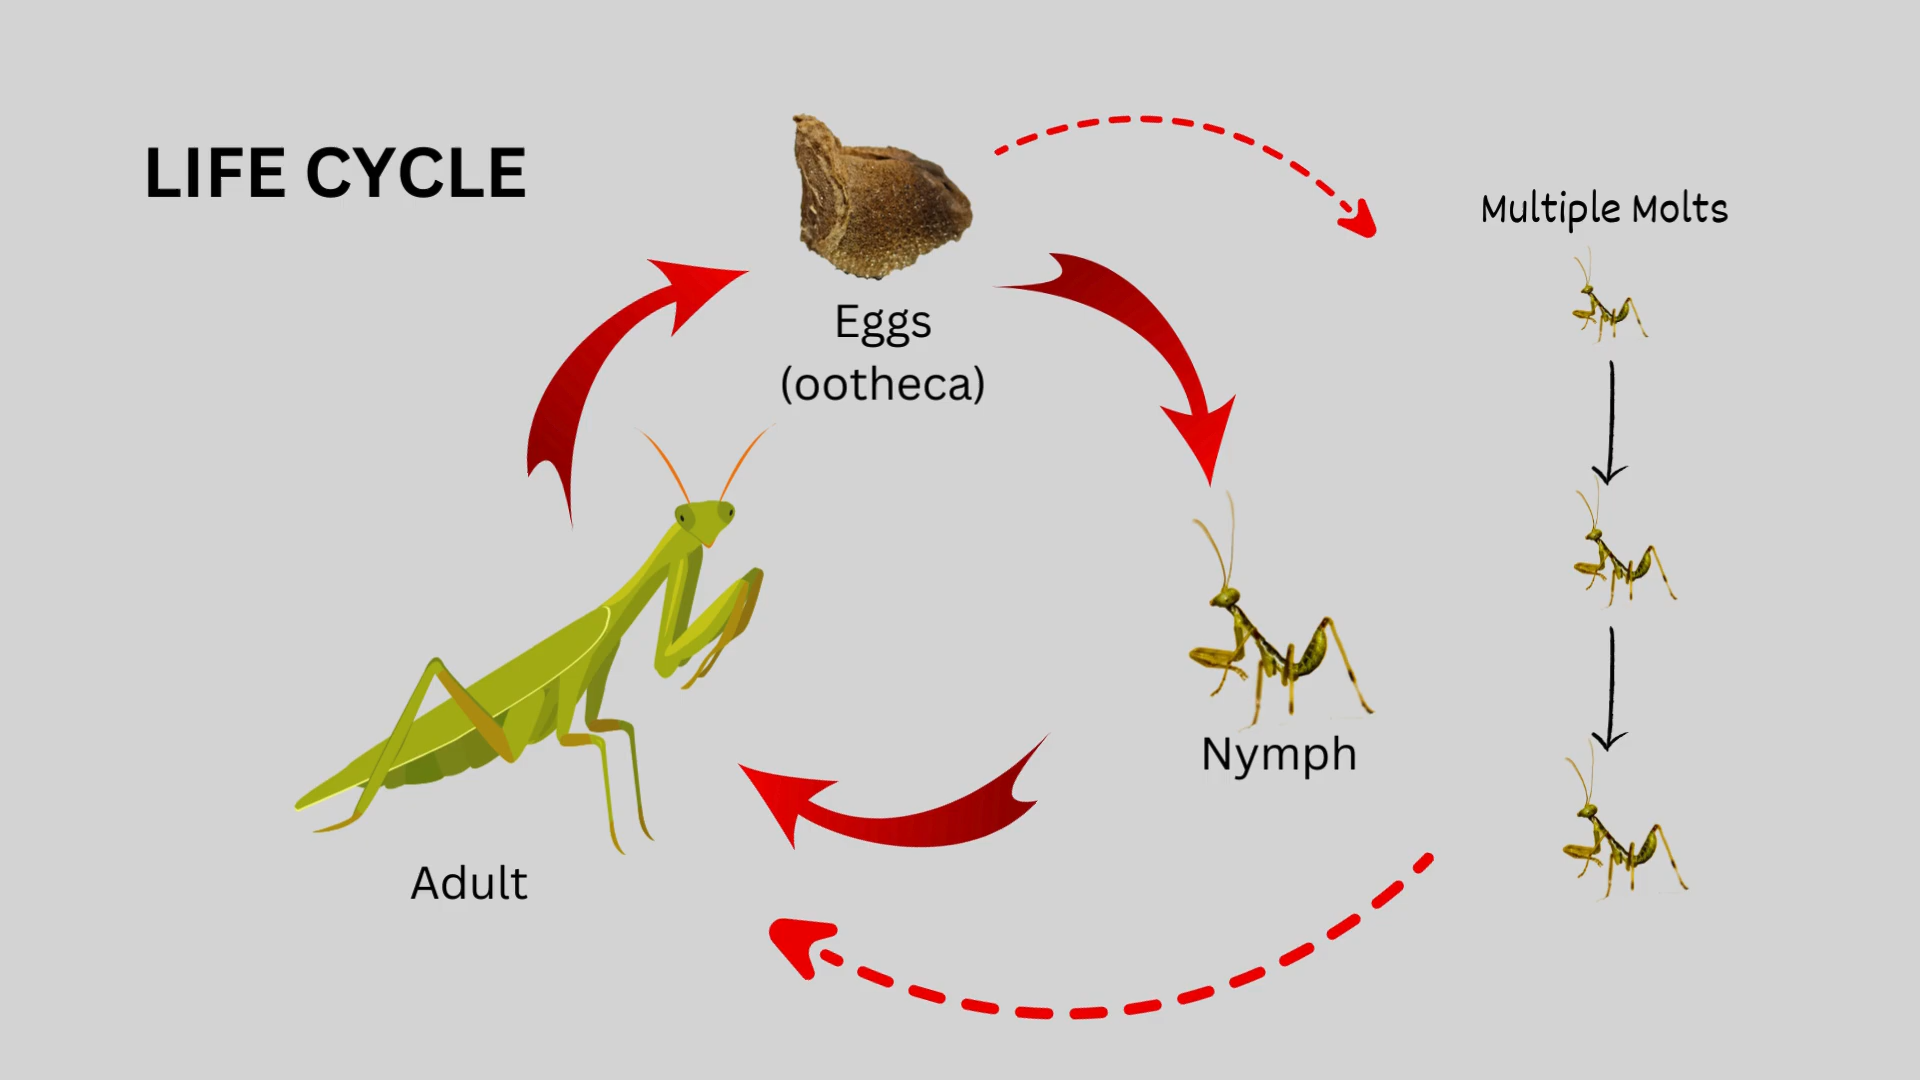 LIFE CYCLE
Multiple Molts
Eggs
(ootheca)
Nymph
Adult